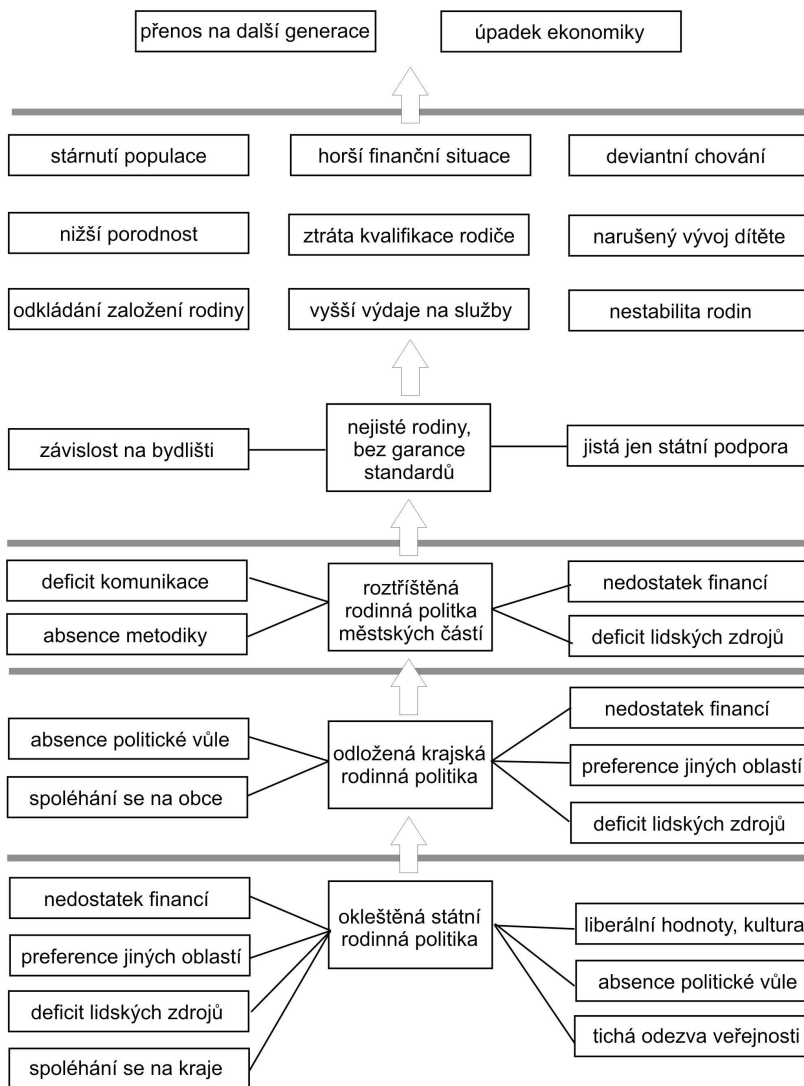 přenos na další generace
úpadek ekonomiky
stárnutí populace
horší finanční situace
deviantní chování
nižší porodnost
ztráta kvalifikace rodiče
narušený vývoj dítěte
odkládání založení rodiny
vyšší výdaje na služby
nestabilita rodin
závislost na bydlišti
nejisté rodiny,
bez garance
standardů
jistá jen státní podpora
deficit komunikace
absence metodiky
roztříštěná
rodinná politka
městských částí
nedostatek financí
deficit lidských zdrojů
absence politické vůle
spoléhání se na obce
odložená krajská
rodinná politika
nedostatek financí
preference jiných oblastí
deficit lidských zdrojů
nedostatek financí
preference jiných oblastí
deficit lidských zdrojů
spoléhání se na kraje
okleštěná státní
rodinná politika
liberální hodnoty, kultura
absence politické vůle
tichá odezva veřejnosti